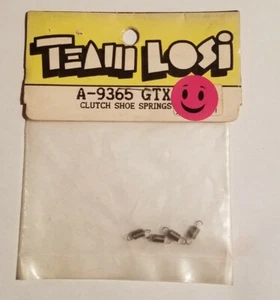 TEAM LOSI
A-9365 GTX
CLUTCH SHOE SPRINGS